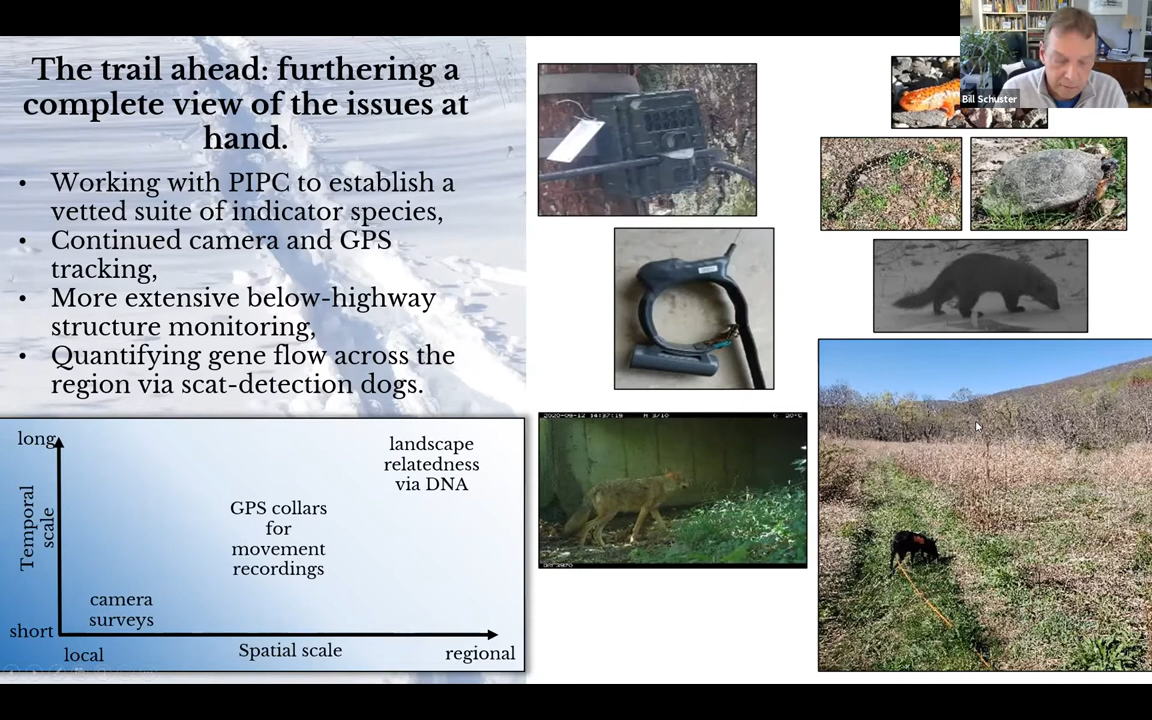 The trail ahead: furthering a
complete view of the issues at
hand.
• Working with PIPC to establish a
vetted suite of indicator species,
• Continued camera and GPS
tracking,
• More extensive below-highway
structure monitoring,
• Quantifying gene flow across the
region via scat-detection dogs.
long
Temporal
scale
short
landscape
relatedness
via DNA
GPS collars
for
movement
recordings
camera
surveys
local
Spatial scale
regional
Bill Schuster